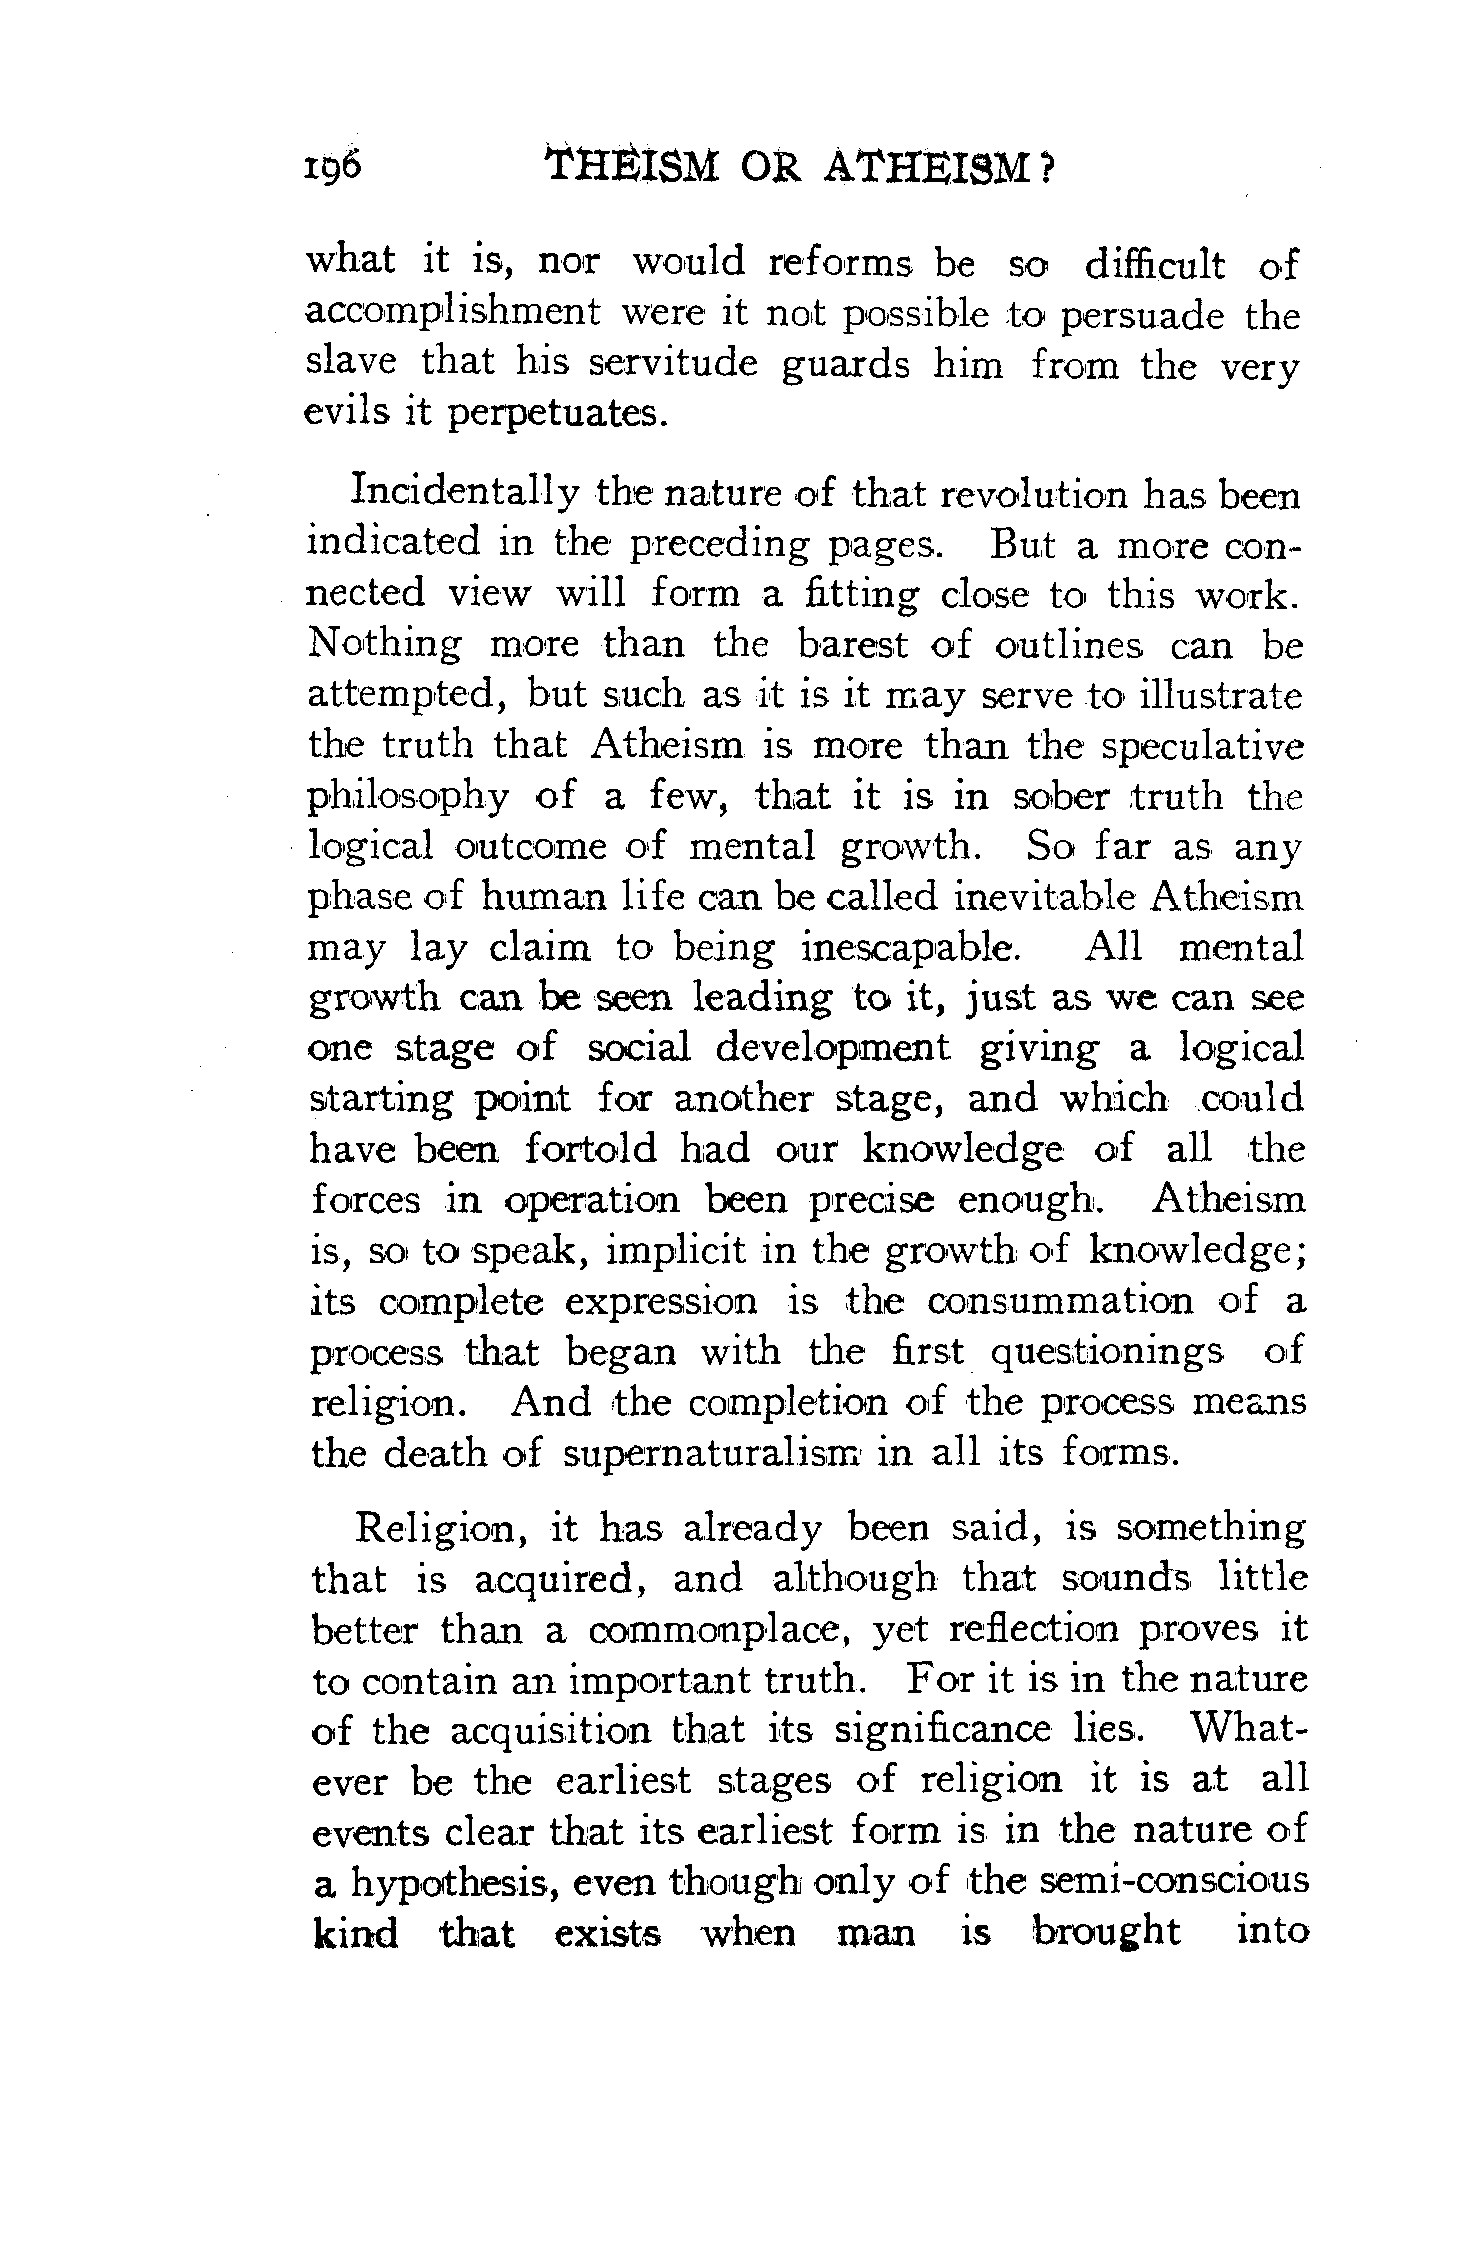 196 THEISM OR ATHEISM?
what it is, nor would reforms be so difficult of
accomplishment were it not possible to persuade the
slave that his servitude guards him from the very
evils it perpetuates.
Incidentally the nature of that revolution has been
indicated in the preceding pages. But a more con-
nected view will form a fitting close to this work.
Nothing more than the barest of outlines can be
attempted, but such as it is it may serve to illustrate
the truth that Atheism is more than the speculative
philosophy of a few, that it is in sober truth the
logical outcome of mental growth. So far as any
phase of human life can be called inevitable Atheism
may lay claim to being inescapable. All mental
growth can be seen leading to it, just as we can see
one stage of social development giving a logical
starting point for another stage, and which could
have been fortold had our knowledge of all the
forces in operation been precise enough. Atheism
is, so to speak, implicit in the growth of knowledge;
its complete expression is the consummation of a
process that began with the first questionings of
religion. And the completion of the process means
the death of supernaturalism in all its forms.
Religion, it has already been said, is something
that is acquired, and although that sounds little
better than a commonplace, yet reflection proves it
to contain an important truth. For it is in the nature
of the acquisition that its significance lies. What-
ever be the earliest stages of religion it is at all
events clear that its earliest form is in the nature of
a hypothesis, even though only of the semi-conscious
kind that exists when man is brought into